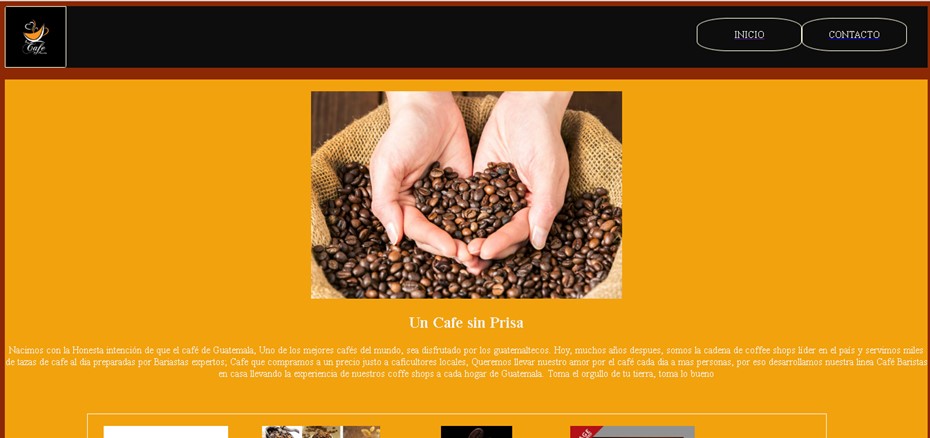 Cafe
INICIO
CONTACTO
Un Cafe sin Prisa
Nacimos con la Honesta intención de que el café de Guatemala, Uno de los mejores cafés del mundo, sea disfrutado por los guatemaltecos. Hoy, muchos años despues, somos la cadena de coffee shops líder en el país y servimos miles
de tazas de cafe al dia preparadas por Baristas expertos; Café que compramos a un precio justo a caficultores locales, Queremos llevar nuestro amor por el café cada dia a mas personas, por eso desarrollamos nuestra linea Café Baristas
en casa llevando la experiencia de nuestros coffe shops a cada hogar de Guatemala. Toma el orgullo de tu tierra, toma lo bueno